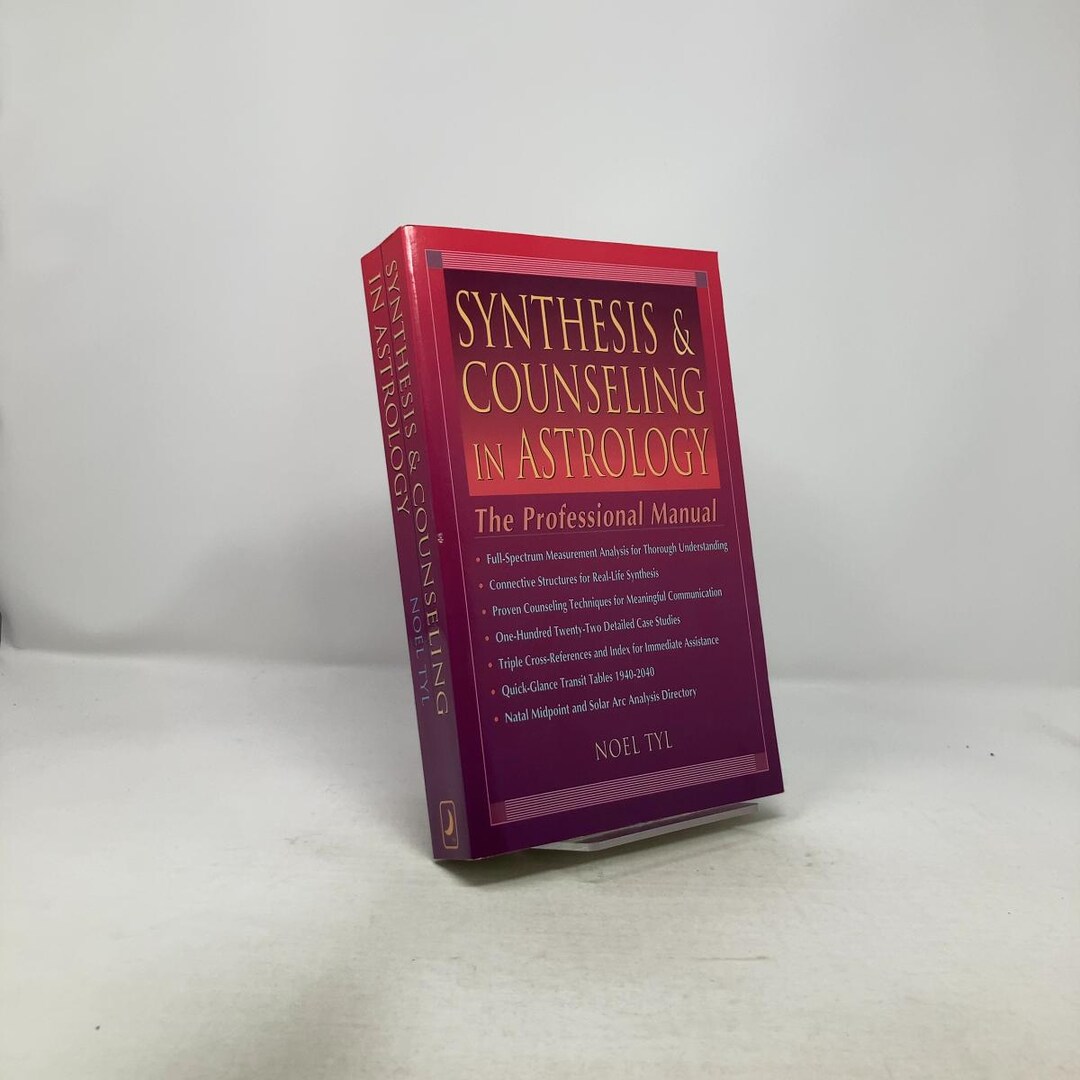 SYNTHESIS & COUNSELING
IN ASTROLOGY
NOEL TYL
SYNTHESIS &
COUNSELING
IN ASTROLOGY
The Professional Manual
• Full-Spectrum Measurement Analysis for Thorough Understanding
• Connective Structures for Real-Life Synthesis
• Proven Counseling Techniques for Meaningful Communication
• One-Hundred Twenty-Two Detailed Case Studies
• Triple Cross-References and Index for Immediate Assistance
• Quick-Glance Transit Tables 1940-2040
• Natal Midpoint and Solar Arc Analysis Directory
NOEL TYL